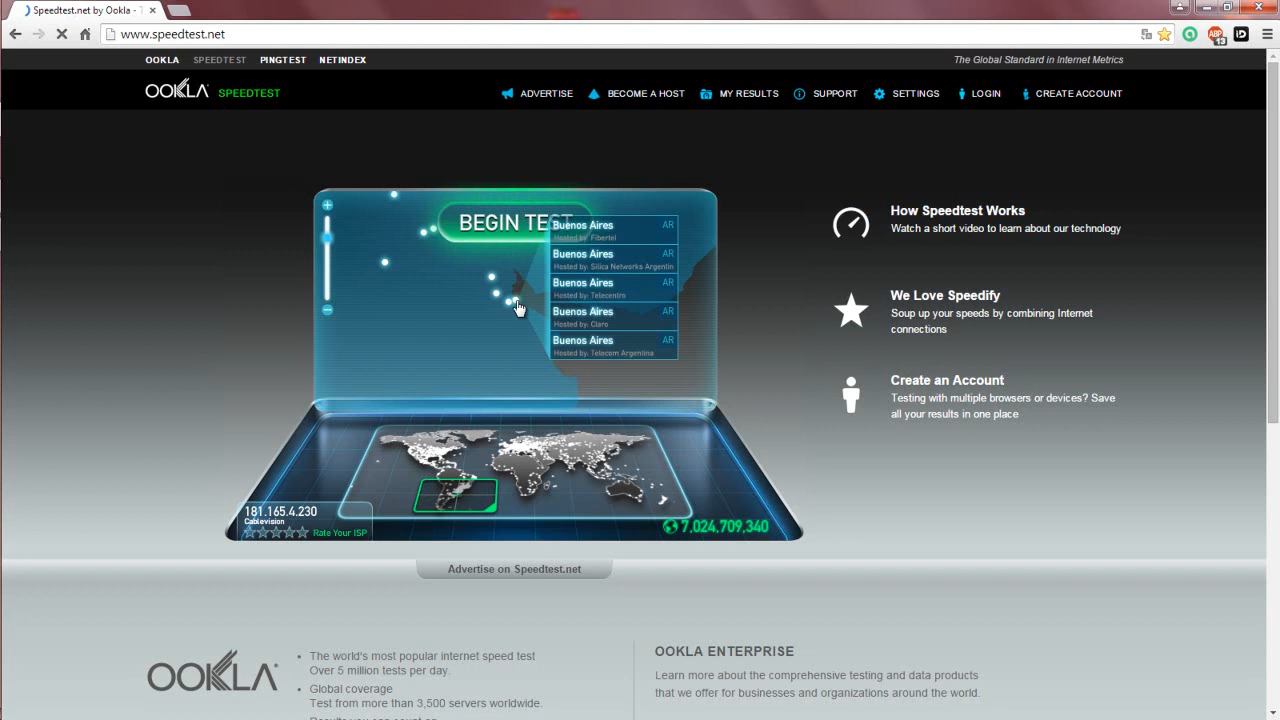 Speedtest.net by Ookla - T
www.speedtest.net
ABP
13
OOKLA SPEEDTEST PINGTEST NETINDEX
The Global Standard in Internet Metrics
OOKLA SPEEDTEST
ADVERTISE BECOME A HOST MY RESULTS SUPPORT SETTINGS LOGIN CREATE ACCOUNT
BEGIN TEST
Buenos Aires AR
Hosted by: Fibertel
Buenos Aires AR
Hosted by: Silica Networks Argentin
Buenos Aires AR
Hosted by: Telecentro
Buenos Aires AR
Hosted by: Claro
Buenos Aires AR
Hosted by: Telecom Argentina
How Speedtest Works
Watch a short video to learn about our technology
We Love Speedify
Soup up your speeds by combining Internet
connections
Create an Account
Testing with multiple browsers or devices? Save
all your results in one place
181.165.4.230
Cablevision
Rate Your ISP
7,024,709,340
Advertise on Speedtest.net
OOKLA
• The world's most popular internet speed test
Over 5 million tests per day.
• Global coverage
Test from more than 3,500 servers worldwide.
OOKLA ENTERPRISE
Learn more about the comprehensive testing and data products
that we offer for businesses and organizations around the world.